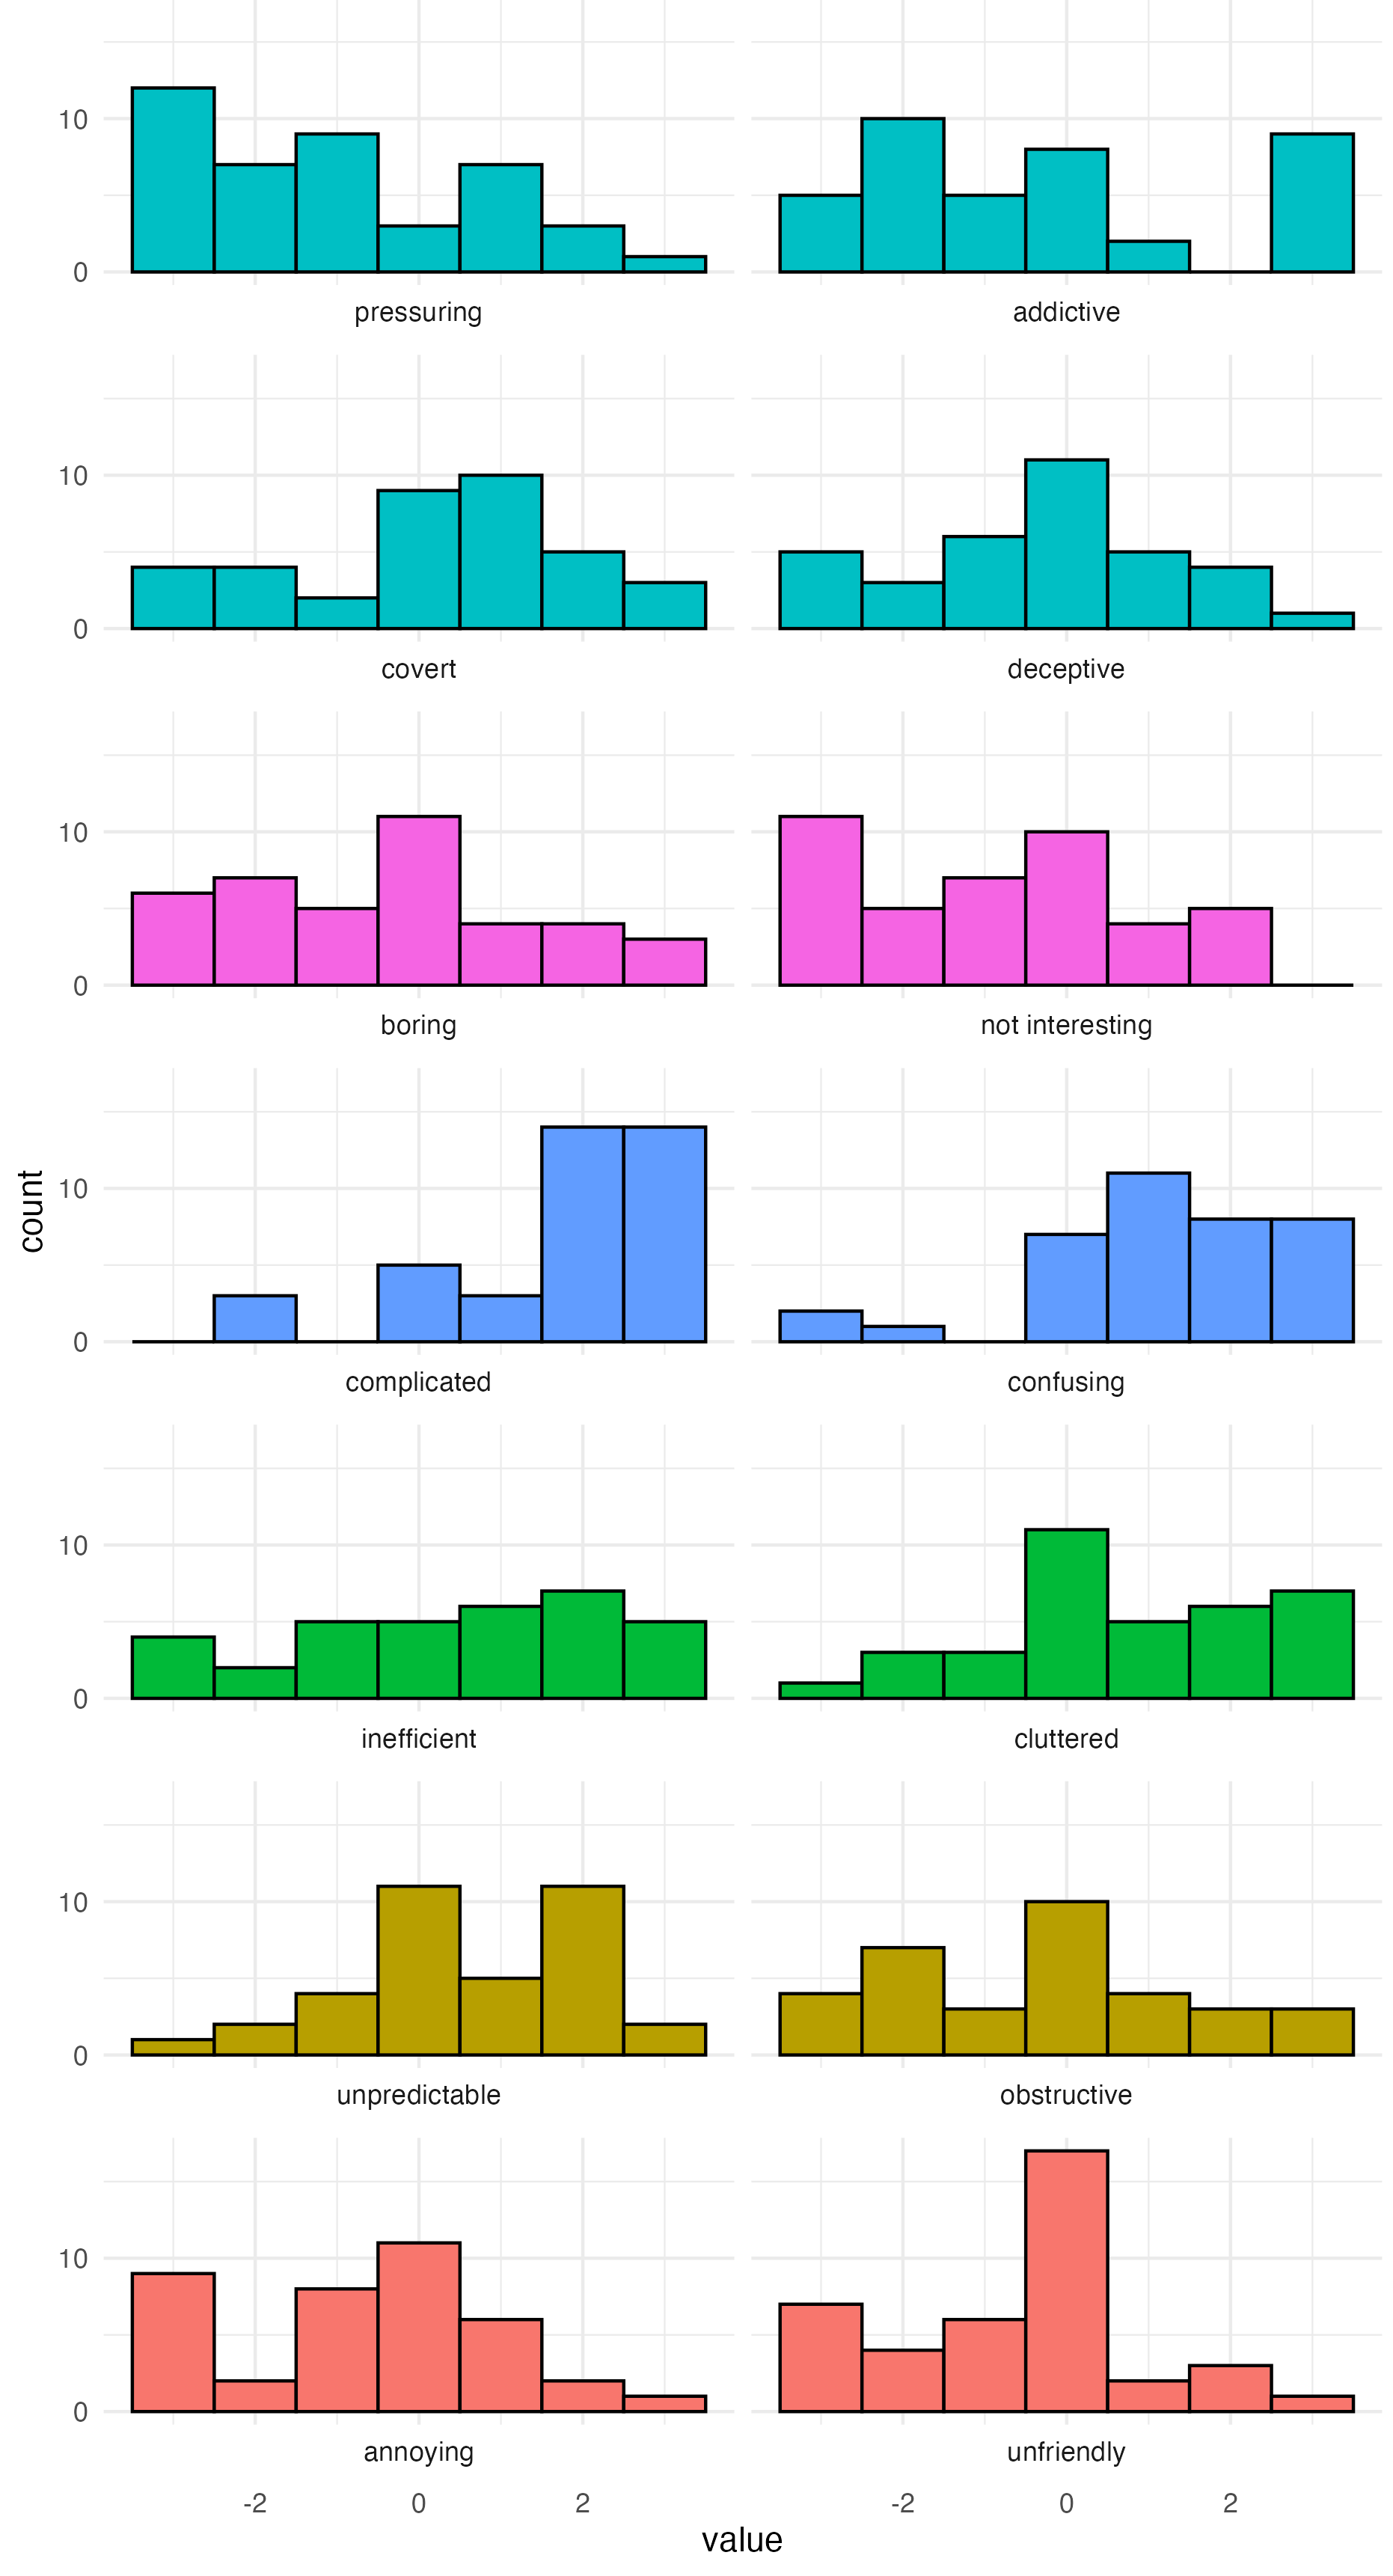 10
0
pressuring
addictive
10
0
covert
deceptive
10
0
boring
not interesting
count
10
0
complicated
confusing
10
0
inefficient
cluttered
10
0
unpredictable
obstructive
10
0
annoying
unfriendly
-2 0 2 -2 0 2
value